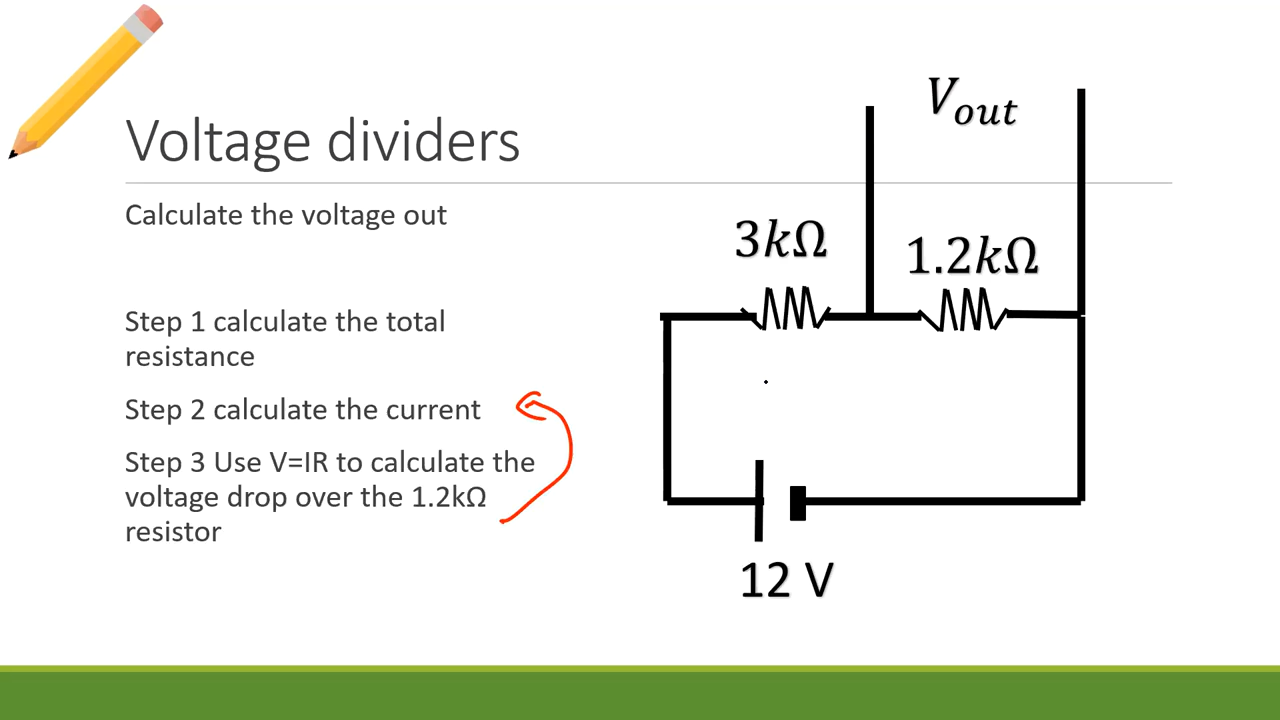 Voltage dividers
Calculate the voltage out
Step 1 calculate the total
resistance
Step 2 calculate the current
Step 3 Use V=IR to calculate the
voltage drop over the 1.2kΩ
resistor
V_out
3kΩ
1.2kΩ
12 V